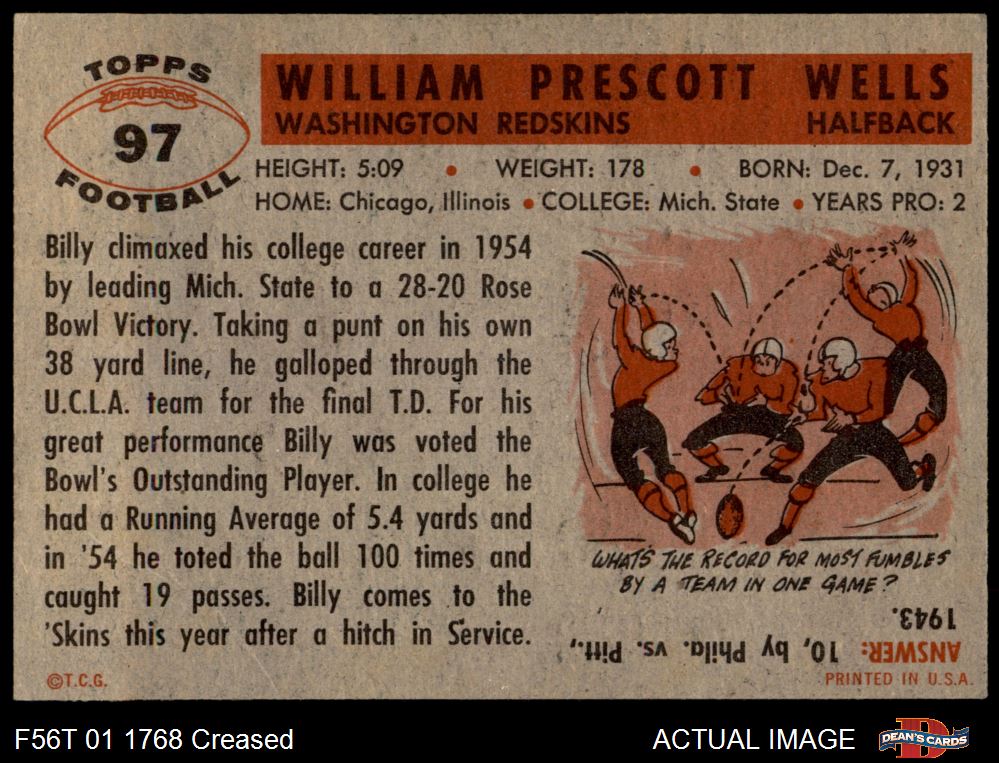 TOPPS
97
FOOTBALL
WILLIAM PRESCOTT WELLS
WASHINGTON REDSKINS HALFBACK
HEIGHT: 5:09 • WEIGHT: 178 • BORN: Dec. 7, 1931
HOME: Chicago, Illinois • COLLEGE: Mich. State • YEARS PRO: 2
Billy climaxed his college career in 1954
by leading Mich. State to a 28-20 Rose
Bowl Victory. Taking a punt on his own
38 yard line, he galloped through the
U.C.L.A. team for the final T.D. For his
great performance Billy was voted the
Bowl's Outstanding Player. In college he
had a Running Average of 5.4 yards and
in '54 he toted the ball 100 times and
caught 19 passes. Billy comes to the
'Skins this year after a hitch in Service.
WHAT'S THE RECORD FOR MOST FUMBLES
BY A TEAM IN ONE GAME?
ANSWER: 10, by Phila. vs. Pitt.,
1943.
©T.C.G.
PRINTED IN U.S.A.
F56T 01 1768 Creased
ACTUAL IMAGE
D
DEAN'S CARDS